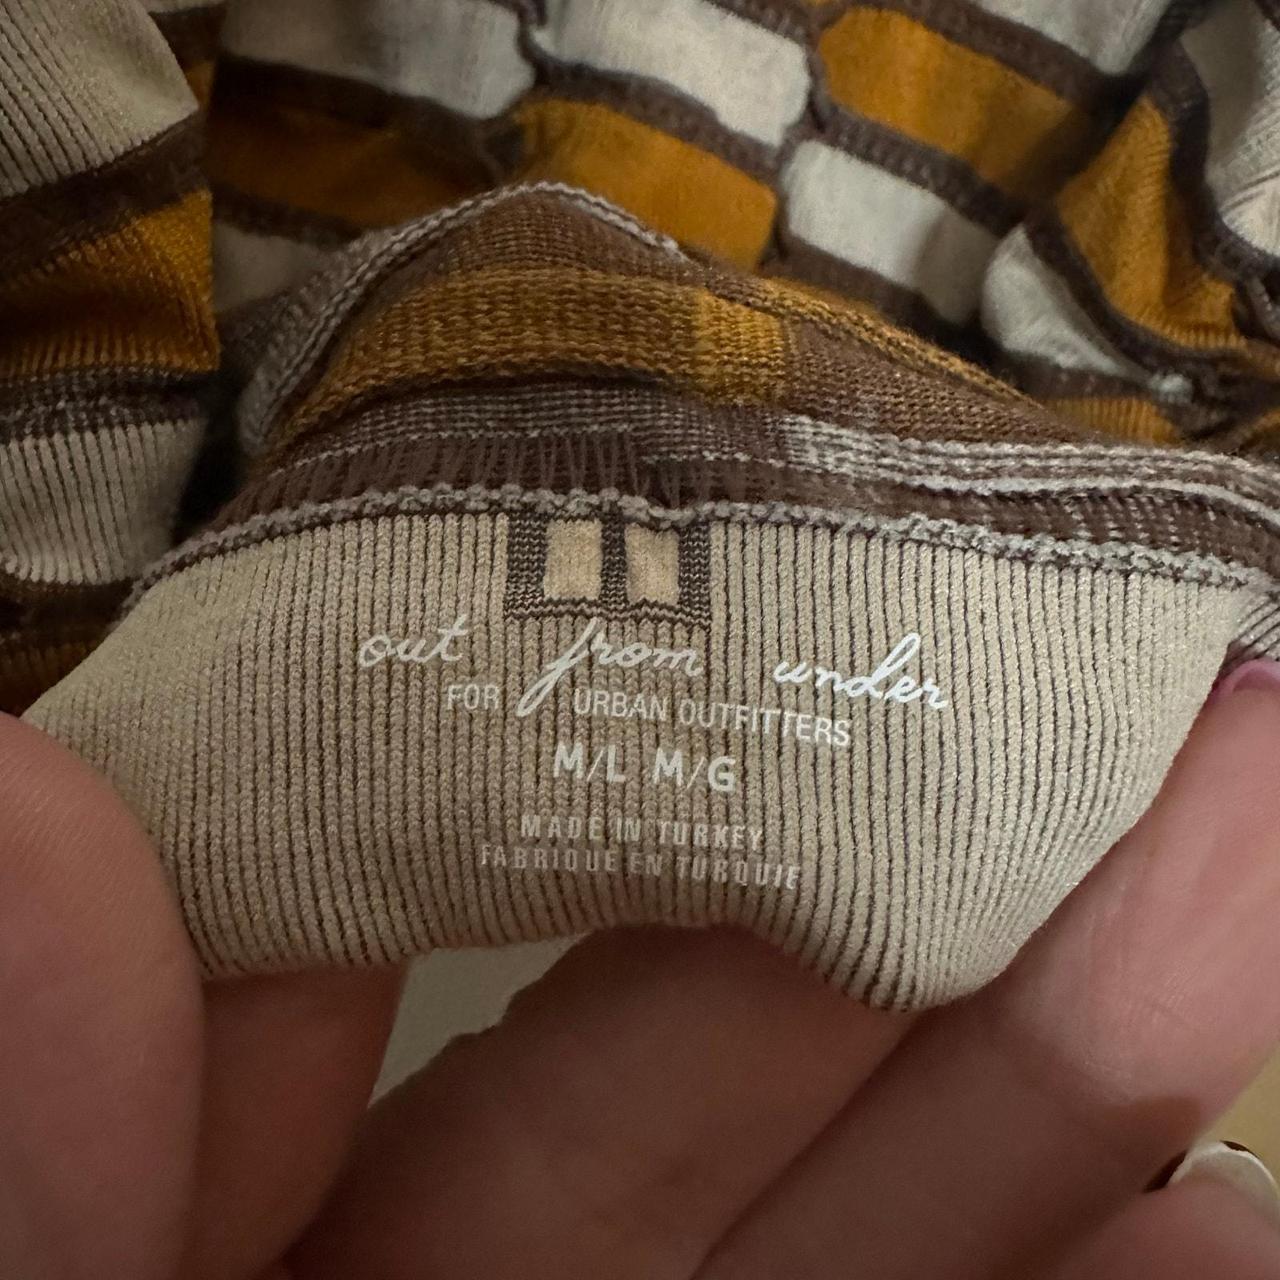 out from under
FOR URBAN OUTFITTERS
M/L M/G
MADE IN TURKEY
FABRIQUE EN TURQUIE